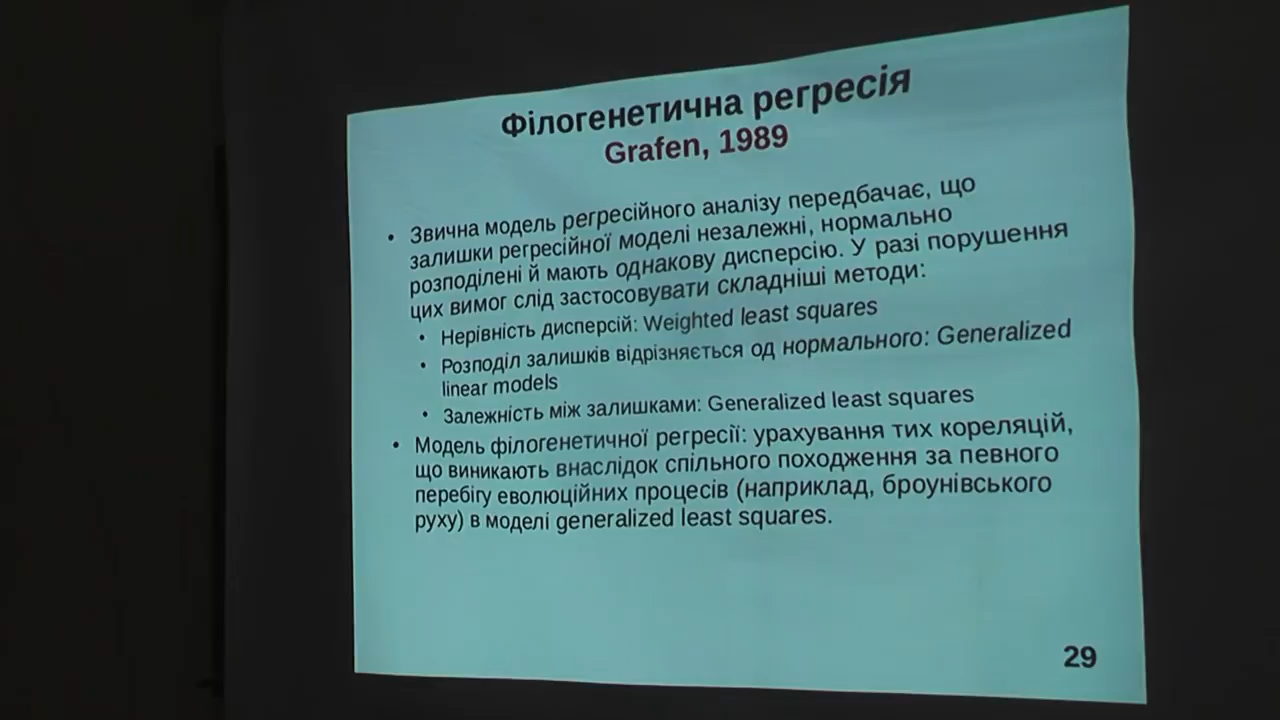 Філогенетична регресія
Grafen, 1989
• Звична модель регресійного аналізу передбачає, що
залишки регресійної моделі незалежні, нормально
розподілені й мають однакову дисперсію. У разі порушення
цих вимог слід застосовувати складніші методи:
• Нерівність дисперсій: Weighted least squares
• Розподіл залишків відрізняється од нормального: Generalized
linear models
• Залежність між залишками: Generalized least squares
• Модель філогенетичної регресії: урахування тих кореляцій,
що виникають внаслідок спільного походження за певного
перебігу еволюційних процесів (наприклад, броунівського
руху) в моделі generalized least squares.
29